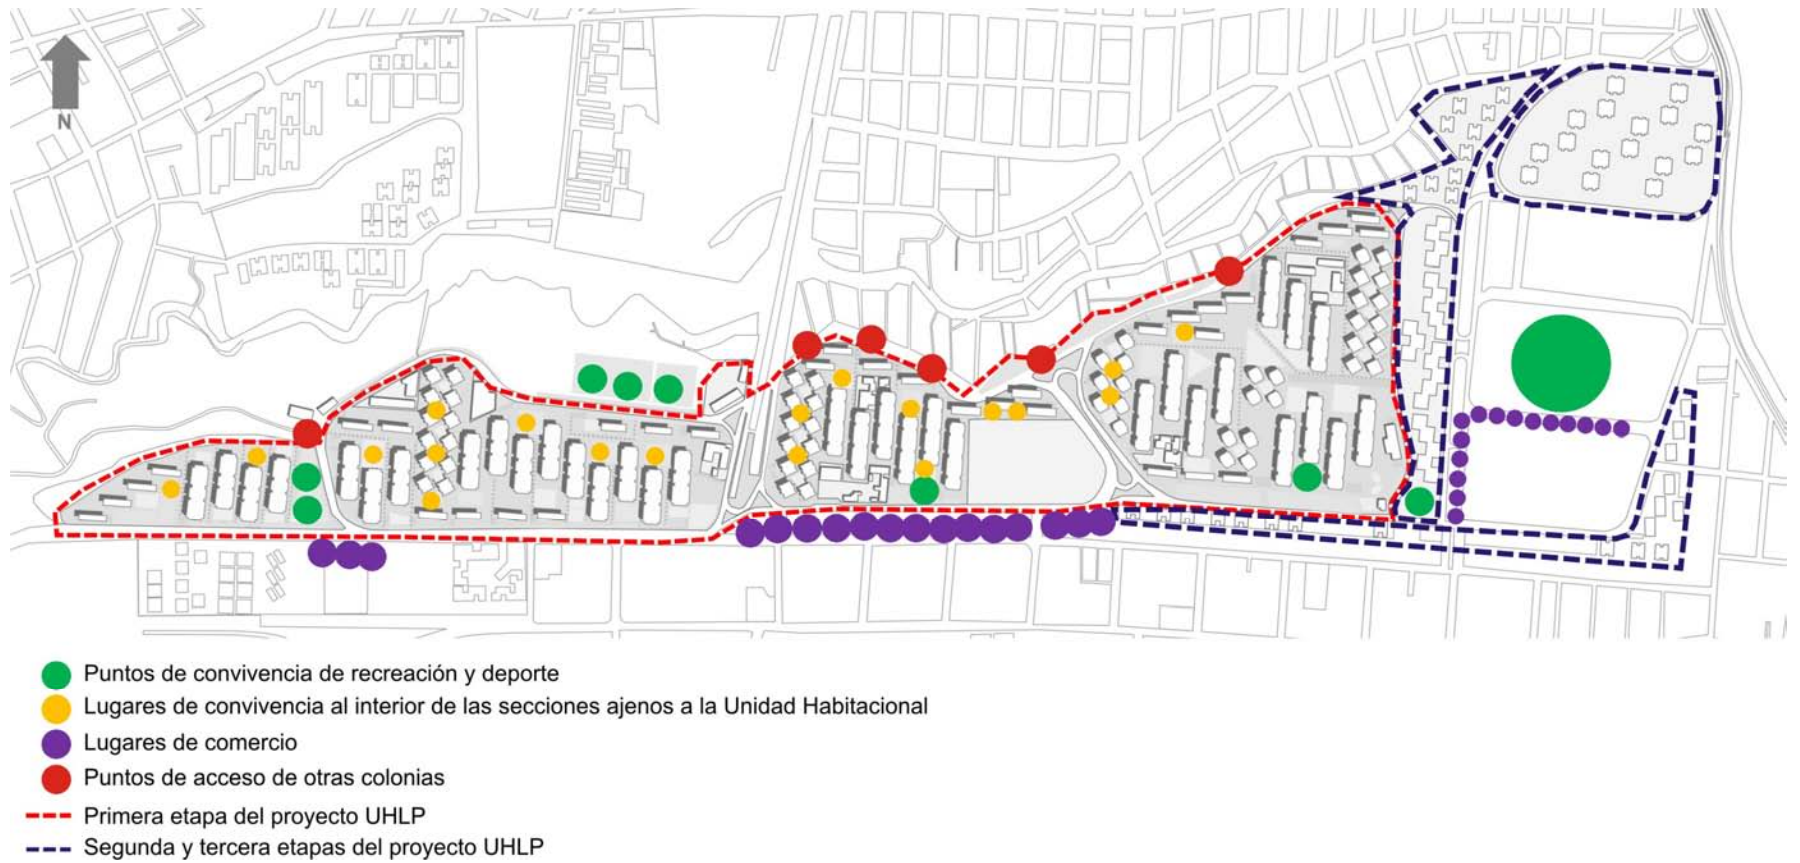 N
Puntos de convivencia de recreación y deporte
Lugares de convivencia al interior de las secciones ajenos a la Unidad Habitacional
Lugares de comercio
Puntos de acceso de otras colonias
Primera etapa del proyecto UHLP
Segunda y tercera etapas del proyecto UHLP